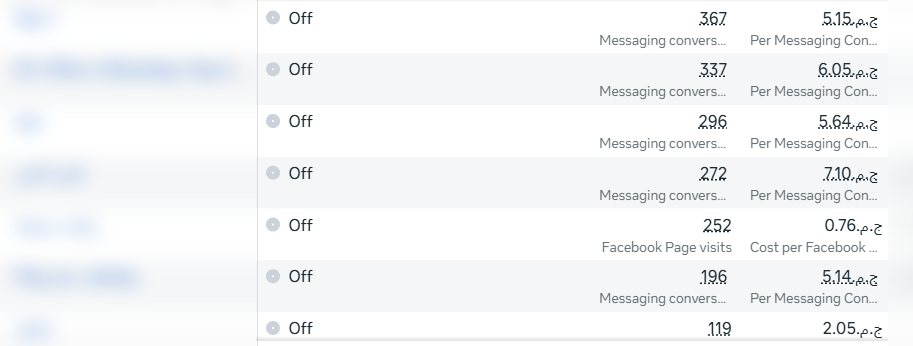 Off 367 ج.م.‏5.15
Messaging convers... Per Messaging Con...
Off 337 ج.م.‏6.05
Messaging convers... Per Messaging Con...
Off 296 ج.م.‏5.64
Messaging convers... Per Messaging Con...
Off 272 ج.م.‏7.10
Messaging convers... Per Messaging Con...
Off 252 ج.م.‏0.76
Facebook Page visits Cost per Facebook ...
Off 196 ج.م.‏5.14
Messaging convers... Per Messaging Con...
Off 119 ج.م.‏2.05